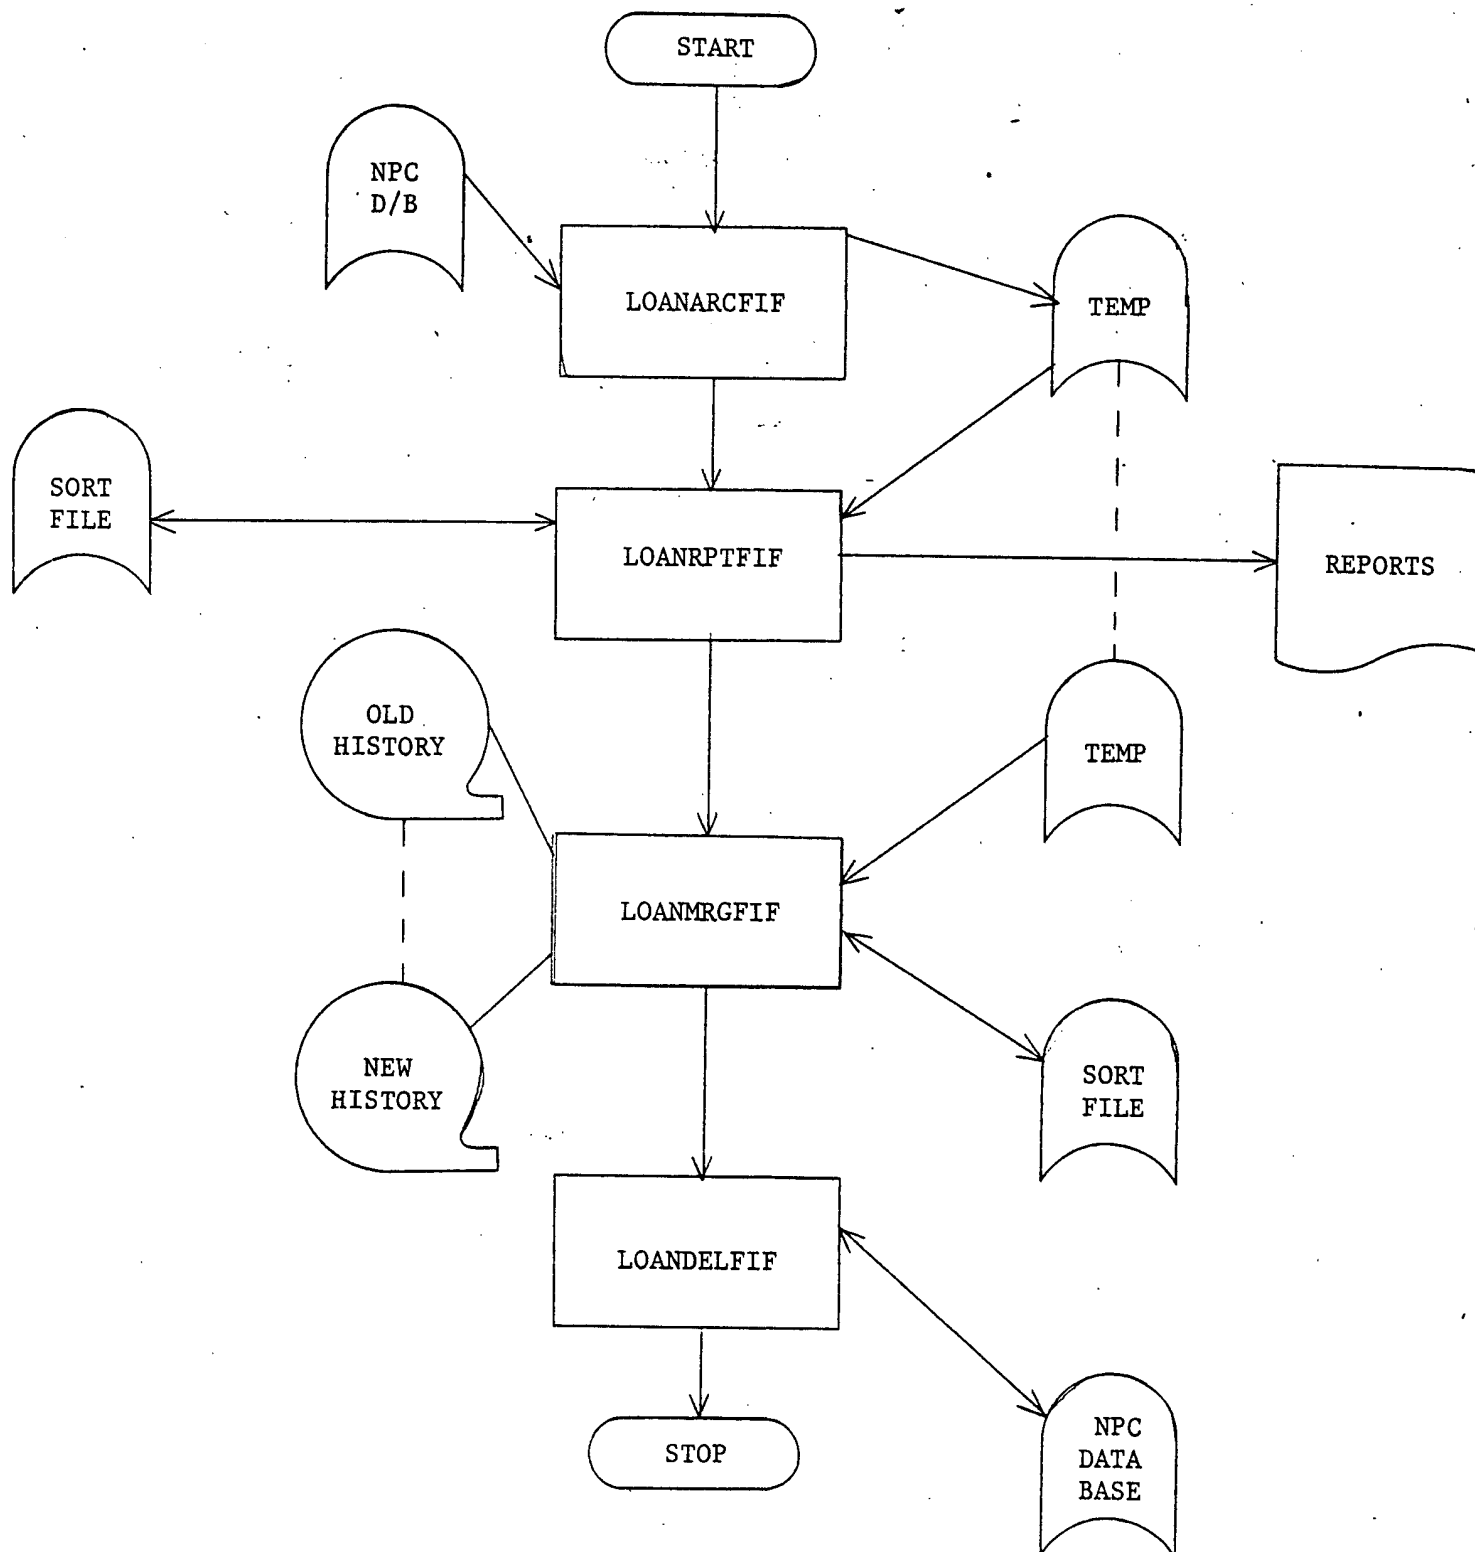 START
NPC
D/B
LOANARCFIF
TEMP
SORT
FILE
LOANRPTFIF
REPORTS
OLD
HISTORY
TEMP
LOANMRGFIF
NEW
HISTORY
SORT
FILE
LOANDELFIF
STOP
NPC
DATA
BASE